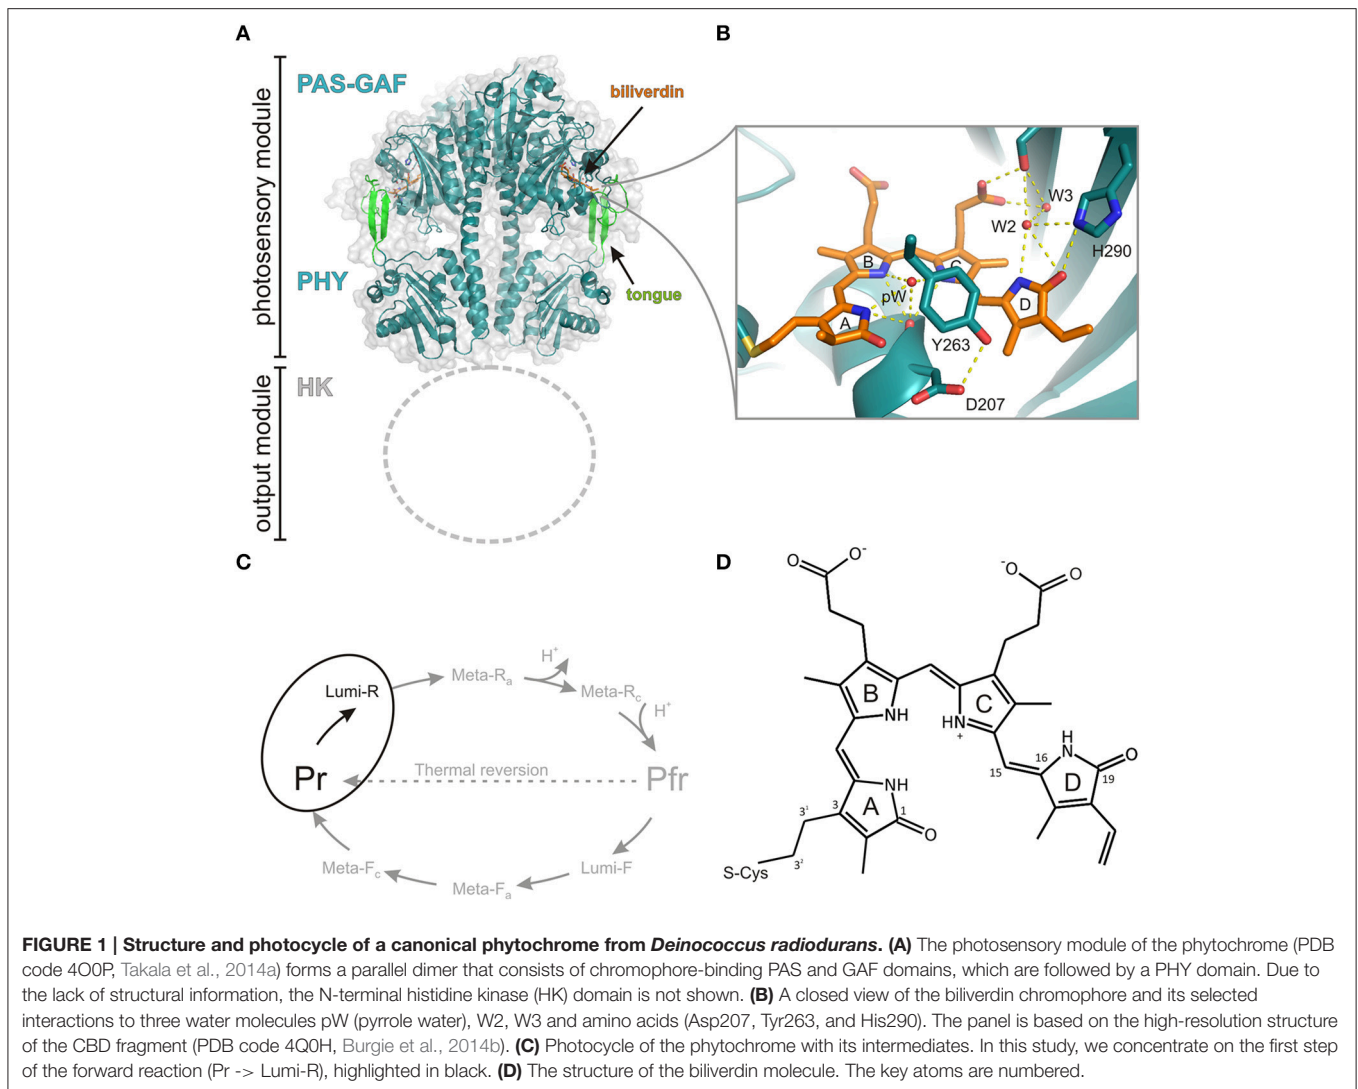 A
photosensory module
PAS-GAF
biliverdin
PHY
tongue
output module
HK
B
W3
W2
H290
B
C
D
pW
A
Y263
D207
C
Lumi-R
Meta-Ra
H+
Meta-Rc
H+
Pr
Thermal reversion
Pfr
Meta-Fc
Meta-Fa
Lumi-F
D
O
O-
-O
O
B
NH
C
HN
+
H
N
O
16
15
19
D
NH
A
3
1
3¹
O
3²
S-Cys
FIGURE 1 | Structure and photocycle of a canonical phytochrome from Deinococcus radiodurans. (A) The photosensory module of the phytochrome (PDB
code 4O0P, Takala et al., 2014a) forms a parallel dimer that consists of chromophore-binding PAS and GAF domains, which are followed by a PHY domain. Due to
the lack of structural information, the N-terminal histidine kinase (HK) domain is not shown. (B) A closed view of the biliverdin chromophore and its selected
interactions to three water molecules pW (pyrrole water), W2, W3 and amino acids (Asp207, Tyr263, and His290). The panel is based on the high-resolution structure
of the CBD fragment (PDB code 4Q0H, Burgie et al., 2014b). (C) Photocycle of the phytochrome with its intermediates. In this study, we concentrate on the first step
of the forward reaction (Pr -> Lumi-R), highlighted in black. (D) The structure of the biliverdin molecule. The key atoms are numbered.